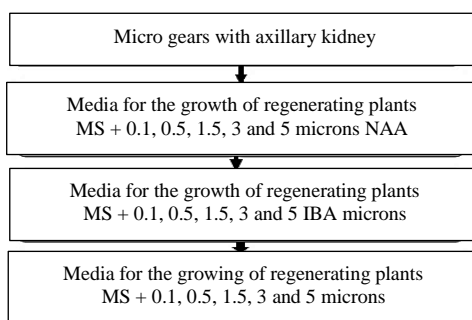 Micro gears with axillary kidney
Media for the growth of regenerating plants
MS + 0.1, 0.5, 1.5, 3 and 5 microns NAA
Media for the growth of regenerating plants
MS + 0.1, 0.5, 1.5, 3 and 5 IBA microns
Media for the growing of regenerating plants
MS + 0.1, 0.5, 1.5, 3 and 5 microns